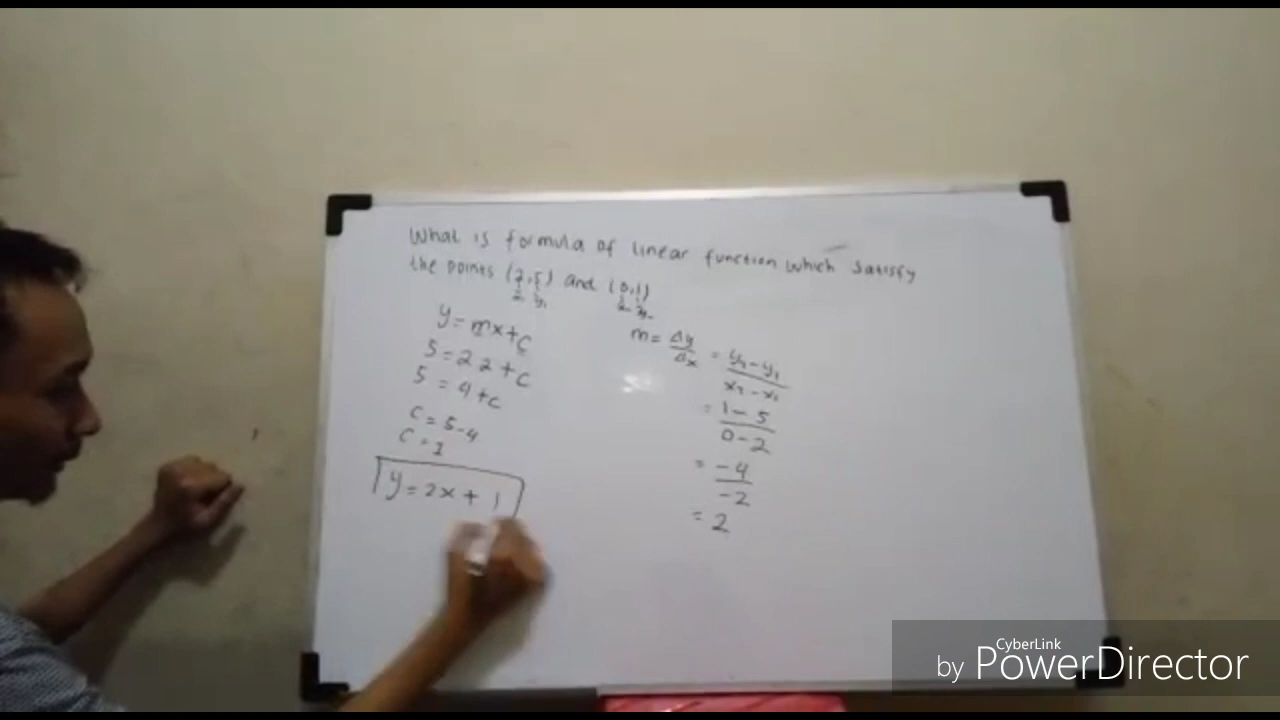 What is formula of linear function which satisfy
the points (2,5) and (0,1)
y = mx + c
5 = 2 2 + c
5 = 4 + c
c = 5 - 4
c = 1
y = 2x + 1
m = Δy/Δx = y₂ - y₁ / x₂ - x₁
= 1 - 5 / 0 - 2
= -4 / -2
= 2
CyberLink
by PowerDirector